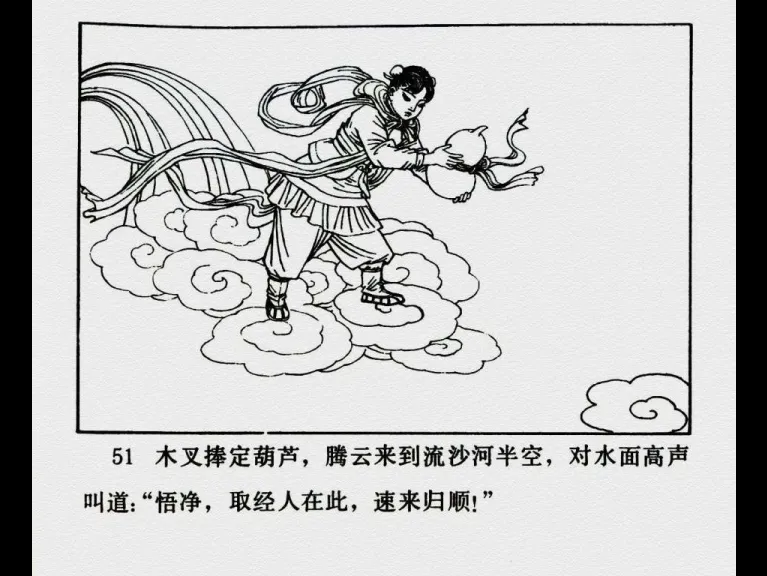 51 木叉捧定葫芦，腾云来到流沙河半空，对水面高声
叫道：“悟净，取经人在此，速来归顺！”